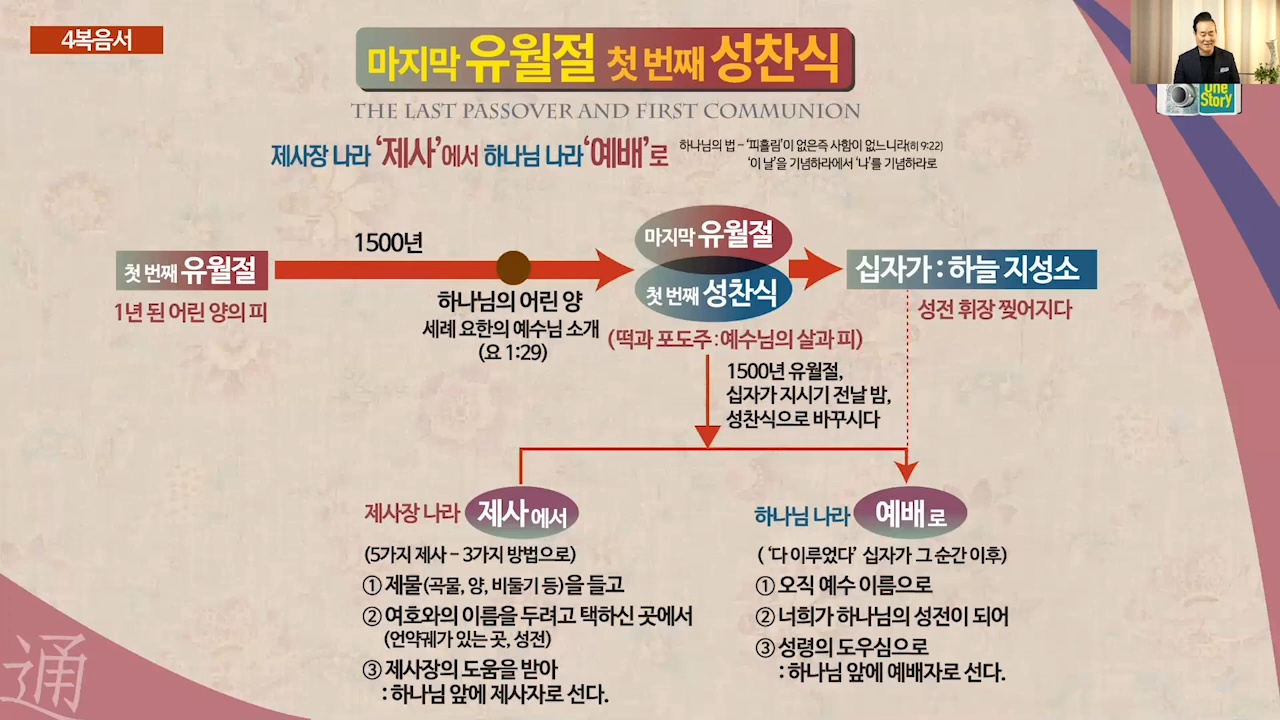 4복음서
마지막 유월절 첫 번째 성찬식
THE LAST PASSOVER AND FIRST COMMUNION
제사장 나라 ‘제사’에서 하나님 나라 ‘예배’로
하나님의 법 – ‘피흘림’이 없은즉 사함이 없느니라(히 9:22)
‘이 날’을 기념하라에서 ‘나’를 기념하라로
One
Story
첫 번째 유월절
1년 된 어린 양의 피
1500년
하나님의 어린 양
세례 요한의 예수님 소개
(요 1:29)
마지막 유월절
첫 번째 성찬식
(떡과 포도주 : 예수님의 살과 피)
십자가 : 하늘 지성소
성전 휘장 찢어지다
1500년 유월절,
십자가 지시기 전날 밤,
성찬식으로 바꾸시다
제사장 나라 제사에서
(5가지 제사 – 3가지 방법으로)
① 제물(곡물, 양, 비둘기 등)을 들고
② 여호와의 이름을 두려고 택하신 곳에서
(언약궤가 있는 곳, 성전)
③ 제사장의 도움을 받아
: 하나님 앞에 제사자로 선다.
하나님 나라 예배로
( ‘다 이루었다’ 십자가 그 순간 이후)
① 오직 예수 이름으로
② 너희가 하나님의 성전이 되어
③ 성령의 도우심으로
: 하나님 앞에 예배자로 선다.
通